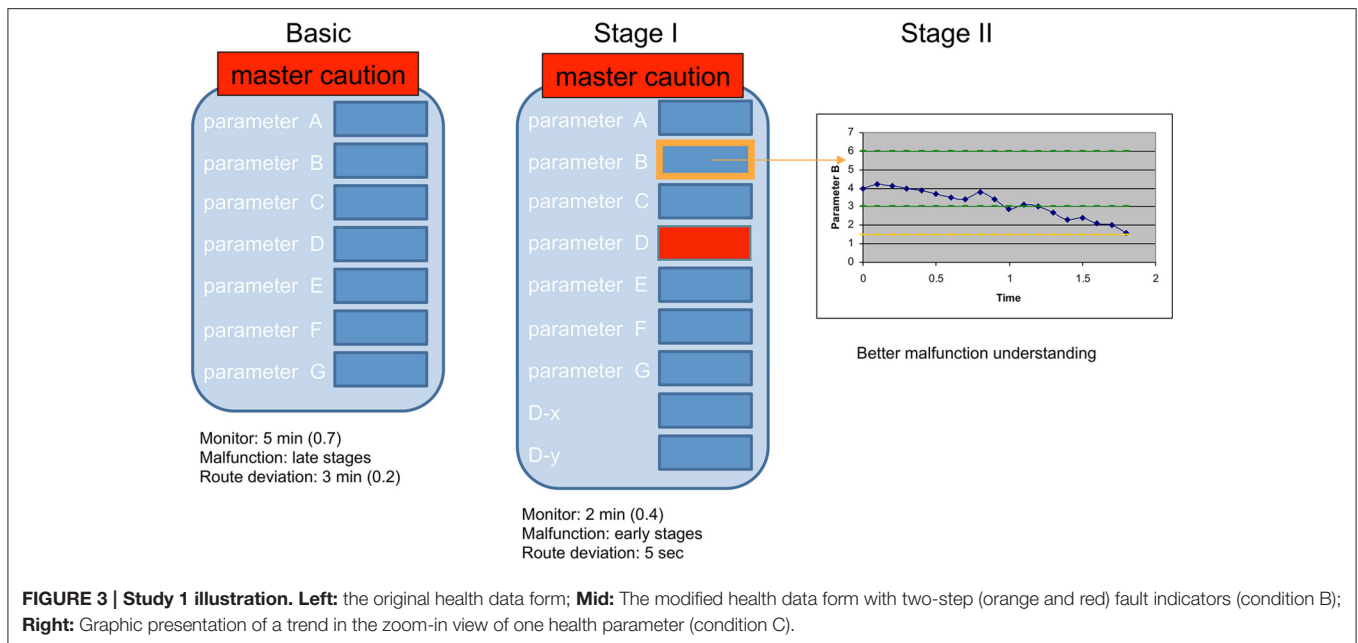 Basic
master caution
parameter A
parameter B
parameter C
parameter D
parameter E
parameter F
parameter G
Monitor: 5 min (0.7)
Malfunction: late stages
Route deviation: 3 min (0.2)
Stage I
master caution
parameter A
parameter B
parameter C
parameter D
parameter E
parameter F
parameter G
D-x
D-y
Monitor: 2 min (0.4)
Malfunction: early stages
Route deviation: 5 sec
Stage II
Parameter B
7
6
5
4
3
2
1
0
0
0.5
1
1.5
2
Time
Better malfunction understanding
FIGURE 3 | Study 1 illustration. Left: the original health data form; Mid: The modified health data form with two-step (orange and red) fault indicators (condition B);
Right: Graphic presentation of a trend in the zoom-in view of one health parameter (condition C).